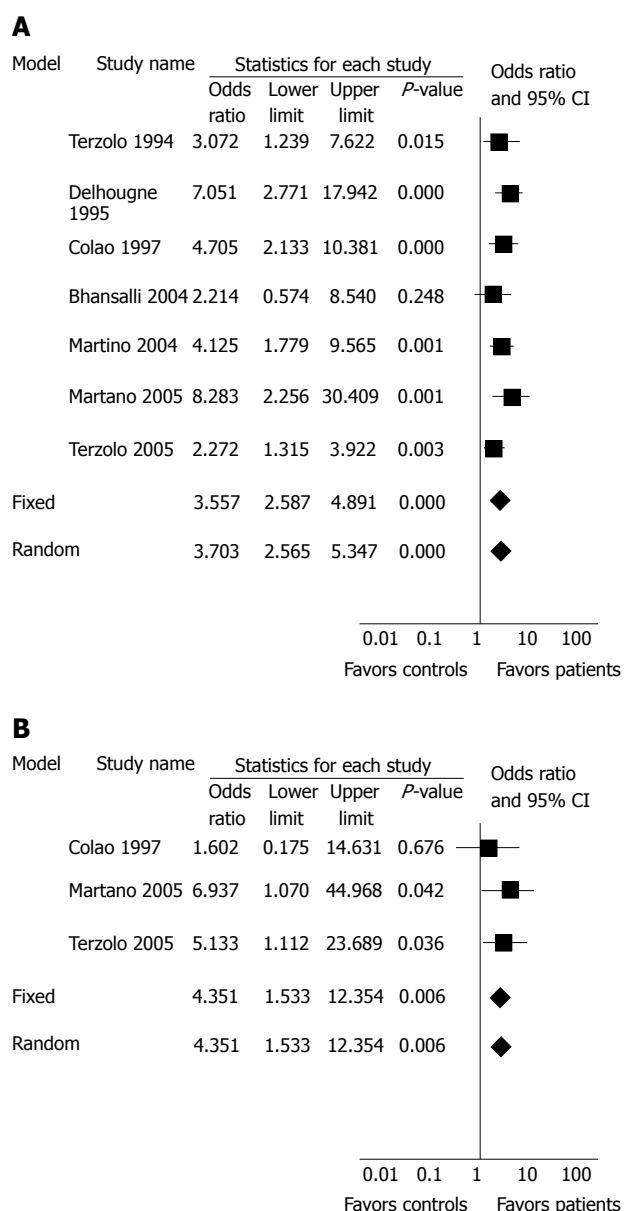 A
Model Study name Statistics for each study Odds ratio
and 95% CI
Odds Lower Upper P-value
ratio limit limit
Terzolo 1994 3.072 1.239 7.622 0.015
Delhougne 7.051 2.771 17.942 0.000
1995
Colao 1997 4.705 2.133 10.381 0.000
Bhansalli 2004 2.214 0.574 8.540 0.248
Martino 2004 4.125 1.779 9.565 0.001
Martano 2005 8.283 2.256 30.409 0.001
Terzolo 2005 2.272 1.315 3.922 0.003
Fixed 3.557 2.587 4.891 0.000
Random 3.703 2.565 5.347 0.000
0.01 0.1 1 10 100
Favors controls Favors patients
B
Model Study name Statistics for each study Odds ratio
and 95% CI
Odds Lower Upper P-value
ratio limit limit
Colao 1997 1.602 0.175 14.631 0.676
Martano 2005 6.937 1.070 44.968 0.042
Terzolo 2005 5.133 1.112 23.689 0.036
Fixed 4.351 1.533 12.354 0.006
Random 4.351 1.533 12.354 0.006
0.01 0.1 1 10 100
Favors controls Favors patients